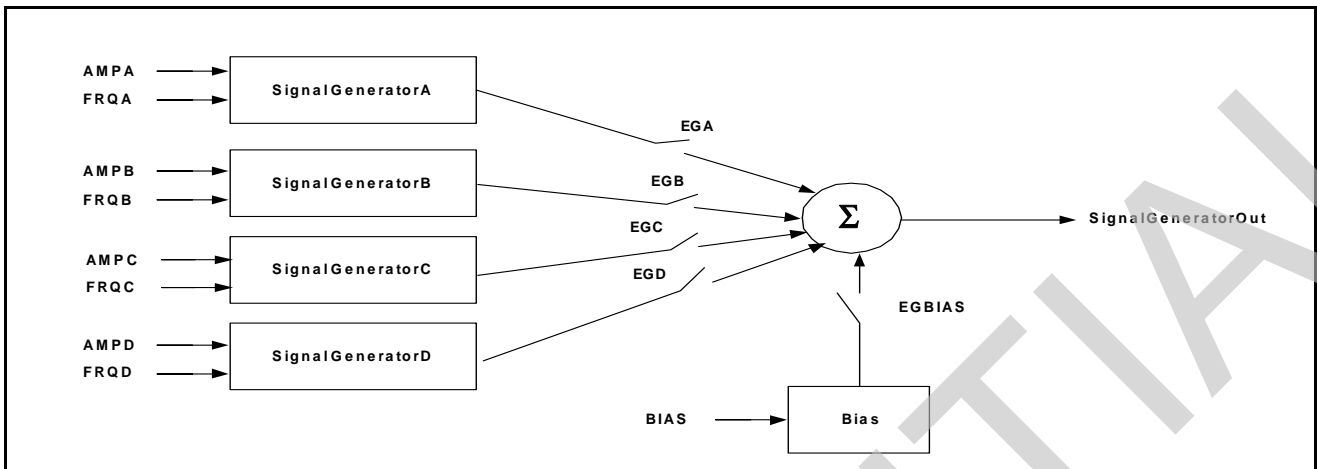 AMPA
FRQA
SignalGeneratorA
EGA
AMPB
FRQB
SignalGeneratorB
EGB
AMPC
FRQC
SignalGeneratorC
EGC
AMPD
FRQD
SignalGeneratorD
EGD
Σ
SignalGeneratorOut
EGBIAS
BIAS
Bias
TIAL